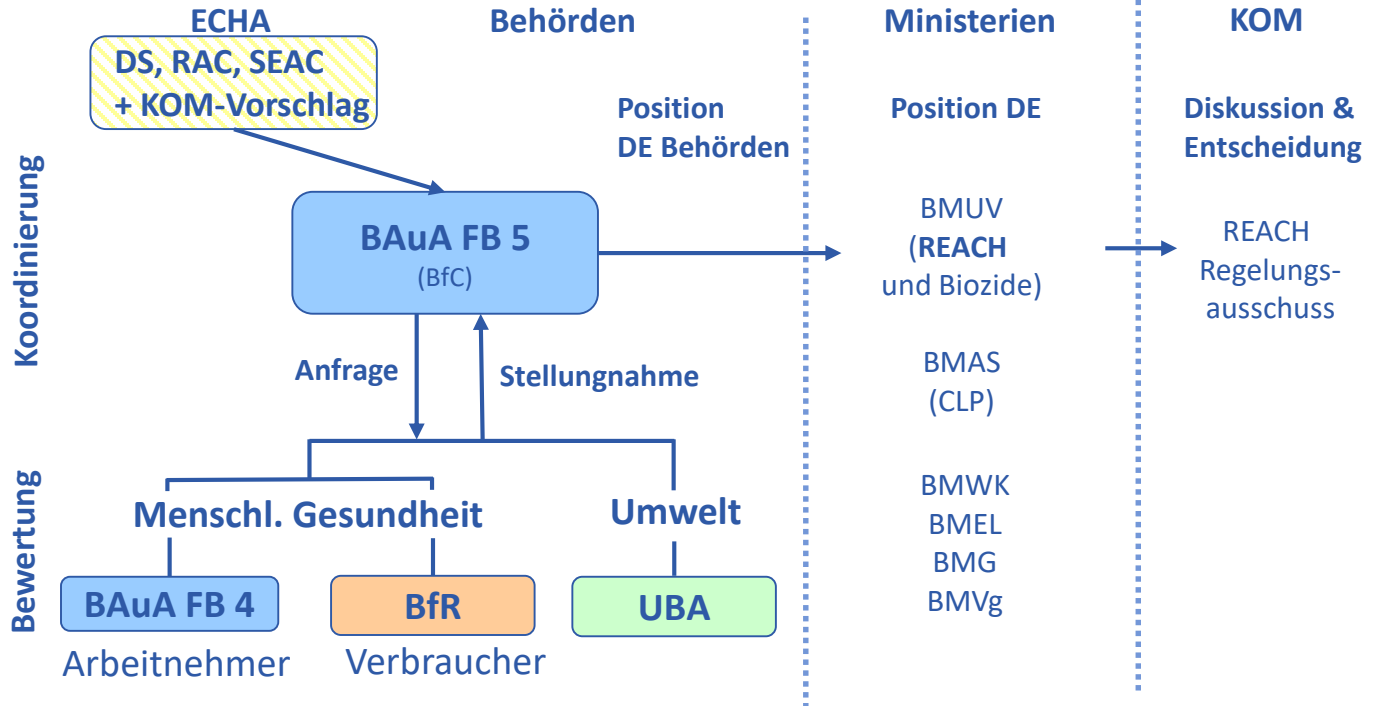 ECHA
Behörden
Ministerien
KOM
DS, RAC, SEAC
+ KOM-Vorschlag
Position
DE Behörden
Position DE
Diskussion &
Entscheidung
Koordinierung
BAuA FB 5
(BfC)
BMUV
(REACH
und Biozide)
REACH
Regelungs-
ausschuss
Anfrage
Stellungnahme
BMAS
(CLP)
Bewertung
Menschl. Gesundheit
Umwelt
BMWK
BMEL
BMG
BMVg
BAuA FB 4
BfR
UBA
Arbeitnehmer
Verbraucher